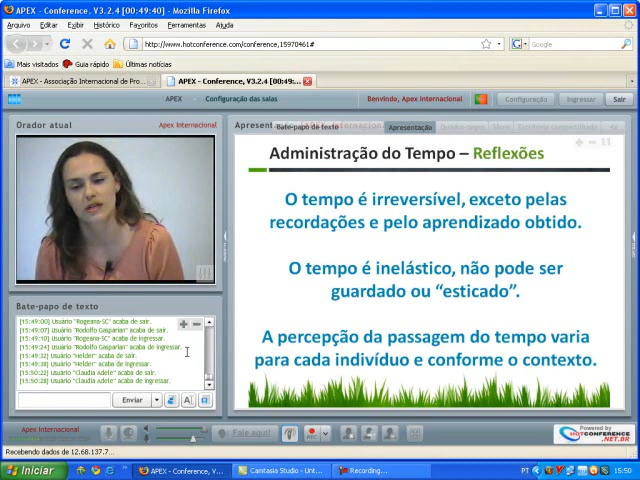 APEX - Conference, V3.2.4 [00:49:40] - Mozilla Firefox
Arquivo Editar Exibir Histórico Favoritos Ferramentas Ajuda
http://www.hotconference.com/conference,15970461#
Google
Mais visitados Guia rápido Últimas notícias
APEX - Associação Internacional de Pro...
APEX - Conference, V3.2.4 [00:49:...
APEX - Configuração das salas
Benvindo, Apex Internacional
Configuração
Ingressar
Sair
Orador atual
Apex Internacional
Bate-papo de texto
Apresentação
Administração do Tempo – Reflexões
O tempo é irreversível, exceto pelas
recordações e pelo aprendizado obtido.
O tempo é inelástico, não pode ser
guardado ou “esticado”.
A percepção da passagem do tempo varia
para cada indivíduo e conforme o contexto.
Bate-papo de texto
[15:49:00] Usuário "Rogeana-SC" acaba de sair.
[15:49:07] Usuário "Rodolfo Gasparian" acaba de sair.
[15:49:10] Usuário "Rogeana-SC" acaba de ingressar.
[15:49:24] Usuário "Rodolfo Gasparian" acaba de ingressar.
[15:49:32] Usuário "Helder" acaba de sair.
[15:49:38] Usuário "Helder" acaba de ingressar.
[15:50:22] Usuário "Claudia Adele" acaba de sair.
[15:50:28] Usuário "Claudia Adele" acaba de ingressar.
Enviar
Apex Internacional
Fale aqui!
REC
Powered by
HOTCONFERENCE
.NET.BR
Recebendo dados de 12.68.137.7...
Iniciar
APEX - Conference, V...
Camtasia Studio - Unt...
Recording...
PT
15:50